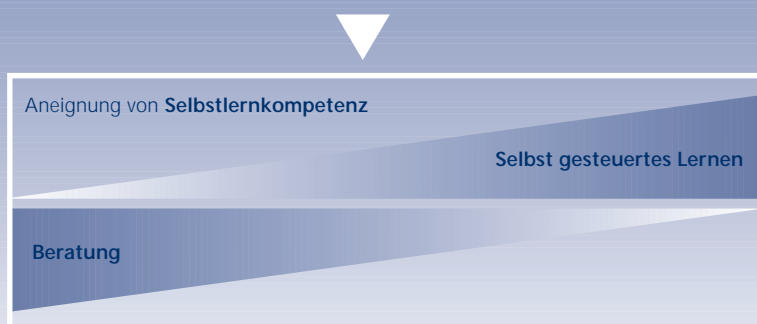 Aneignung von Selbstlernkompetenz
Selbst gesteuertes Lernen
Beratung